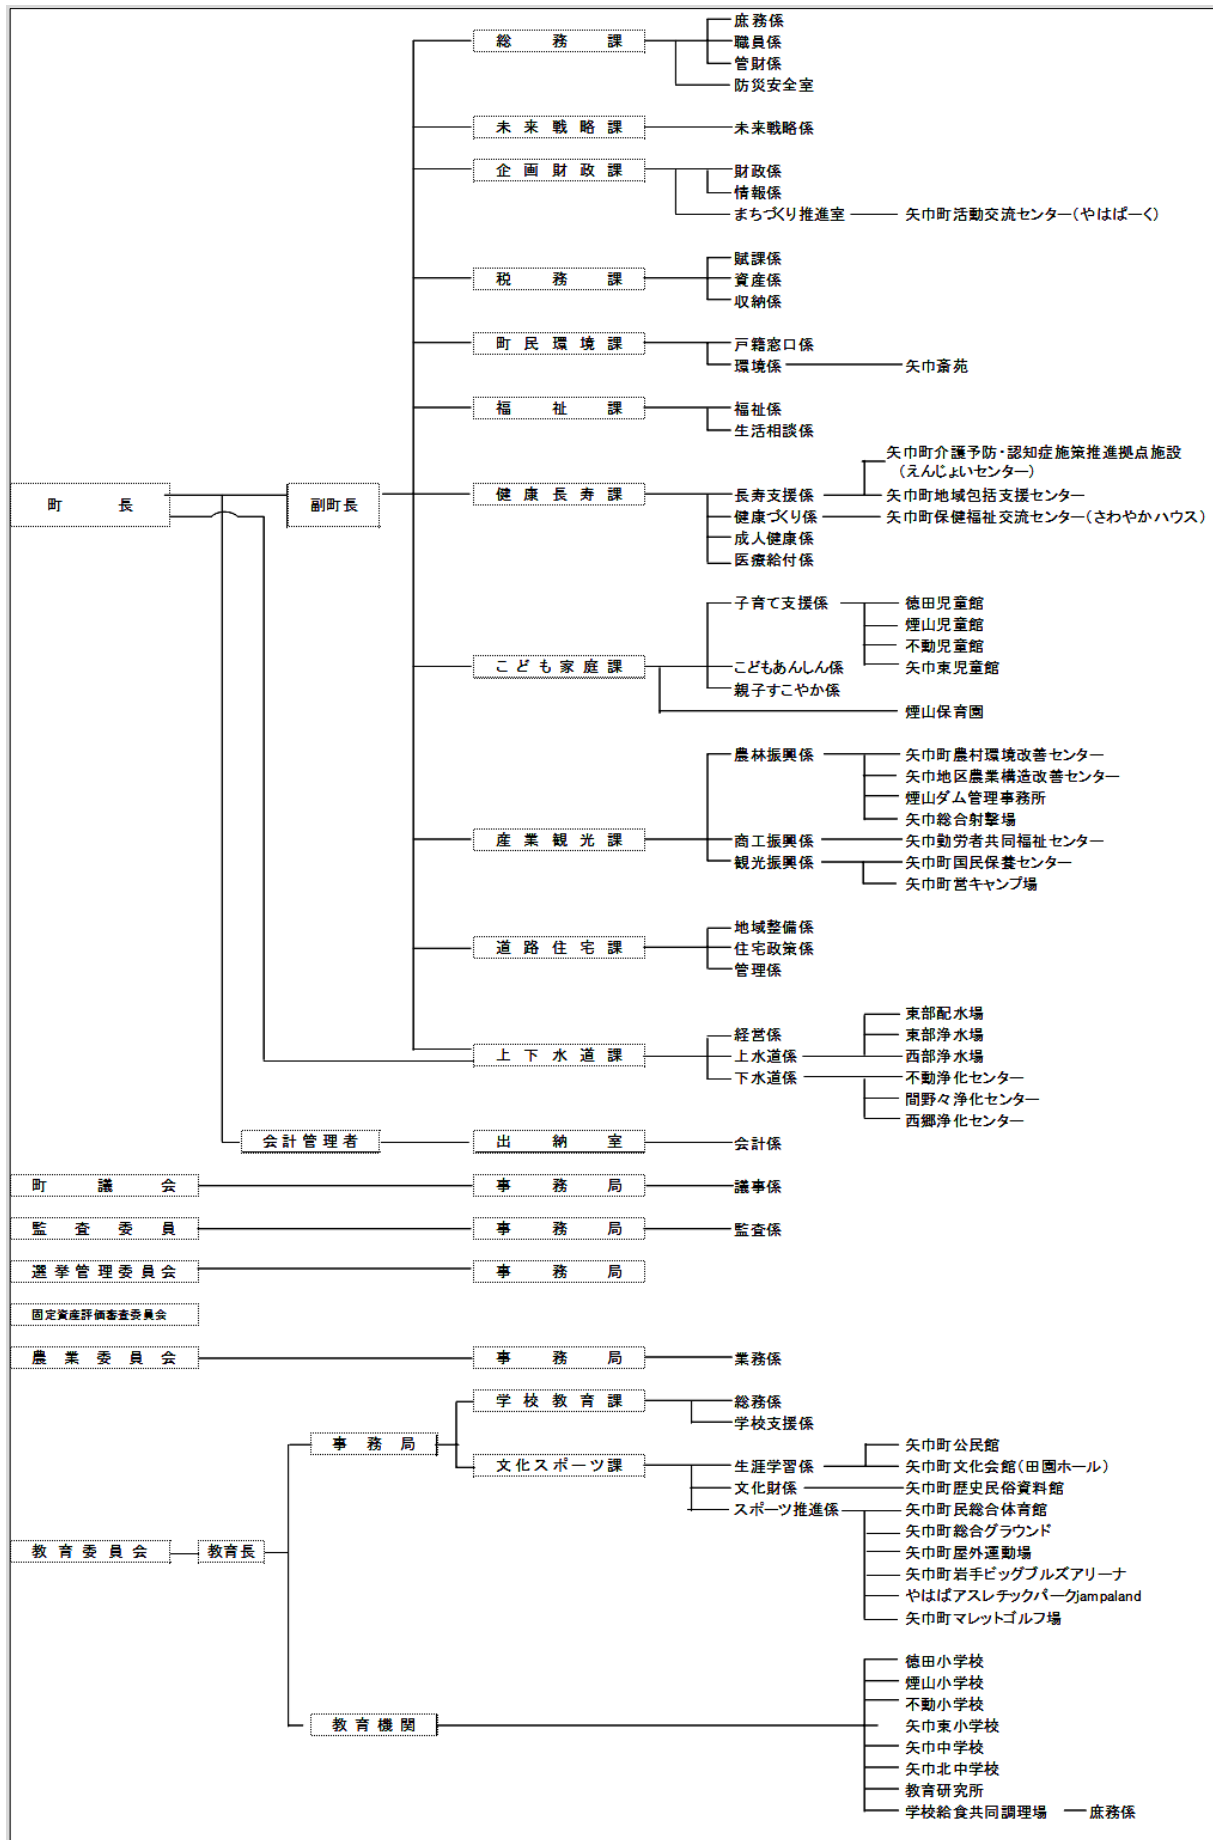 庶務係
総務課
職員係
管財係
防災安全室
未来戦略課
未来戦略係
企画財政課
財政係
情報係
まちづくり推進室
矢巾町活動交流センター(やはぱーく)
賦課係
税務課
資産係
収納係
町民環境課
戸籍窓口係
環境係
矢巾斎苑
福祉課
福祉係
生活相談係
矢巾町介護予防・認知症施策推進拠点施設
(えんじょいセンター)
町長
副町長
健康長寿課
長寿支援係
矢巾町地域包括支援センター
健康づくり係
矢巾町保健福祉交流センター(さわやかハウス)
成人健康係
医療給付係
子育て支援係
徳田児童館
煙山児童館
不動児童館
こども家庭課
こどもあんしん係
矢巾東児童館
親子すこやか係
煙山保育園
農林振興係
矢巾町農村環境改善センター
矢巾地区農業構造改善センター
煙山ダム管理事務所
矢巾総合射撃場
産業観光課
商工振興係
矢巾勤労者共同福祉センター
観光振興係
矢巾町国民保養センター
矢巾町営キャンプ場
地域整備係
道路住宅課
住宅政策係
管理係
東部配水場
経営係
東部浄水場
上下水道課
上水道係
西部浄水場
下水道係
不動浄化センター
間野々浄化センター
西郷浄化センター
会計管理者
出納室
会計係
町議会
事務局
議事係
監査委員
事務局
監査係
選挙管理委員会
事務局
固定資産評価審査委員会
農業委員会
事務局
業務係
学校教育課
総務係
学校支援係
事務局
矢巾町公民館
文化スポーツ課
生涯学習係
矢巾町文化会館(田園ホール)
文化財係
矢巾町歴史民俗資料館
スポーツ推進係
矢巾町民総合体育館
矢巾町総合グラウンド
教育委員会
教育長
矢巾町屋外運動場
矢巾町岩手ビッグブルズアリーナ
やはぱアスレチックパークjampaland
矢巾町マレットゴルフ場
徳田小学校
煙山小学校
不動小学校
教育機関
矢巾東小学校
矢巾中学校
矢巾北中学校
教育研究所
学校給食共同調理場
庶務係